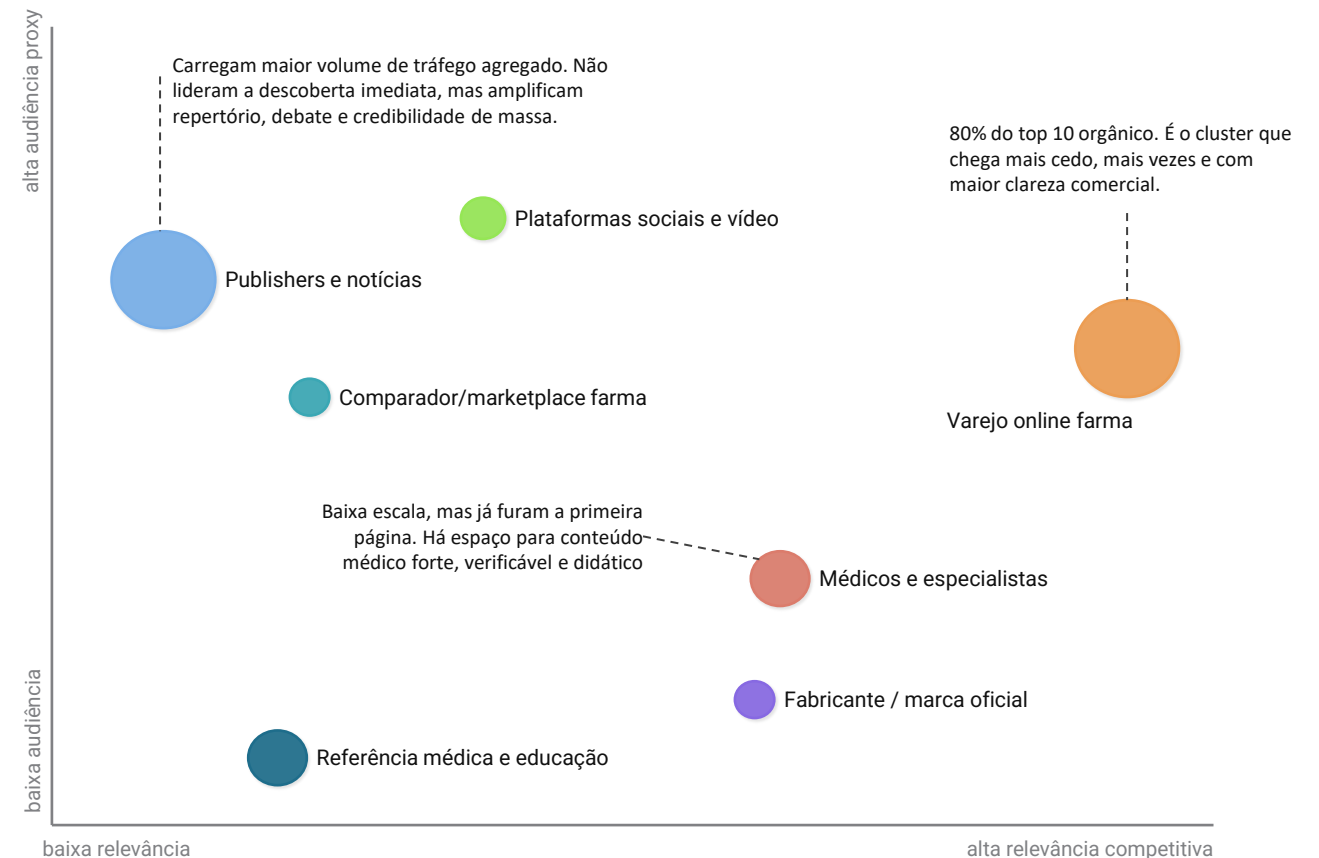 alta audiência proxy
Carregam maior volume de tráfego agregado. Não
lideram a descoberta imediata, mas amplificam
repertório, debate e credibilidade de massa.
80% do top 10 orgânico. É o cluster que
chega mais cedo, mais vezes e com
maior clareza comercial.
Plataformas sociais e vídeo
Publishers e notícias
Comparador/marketplace farma
Varejo online farma
Baixa escala, mas já furam a primeira
página. Há espaço para conteúdo
médico forte, verificável e didático
Médicos e especialistas
Fabricante / marca oficial
Referência médica e educação
baixa audiência
baixa relevância
alta relevância competitiva